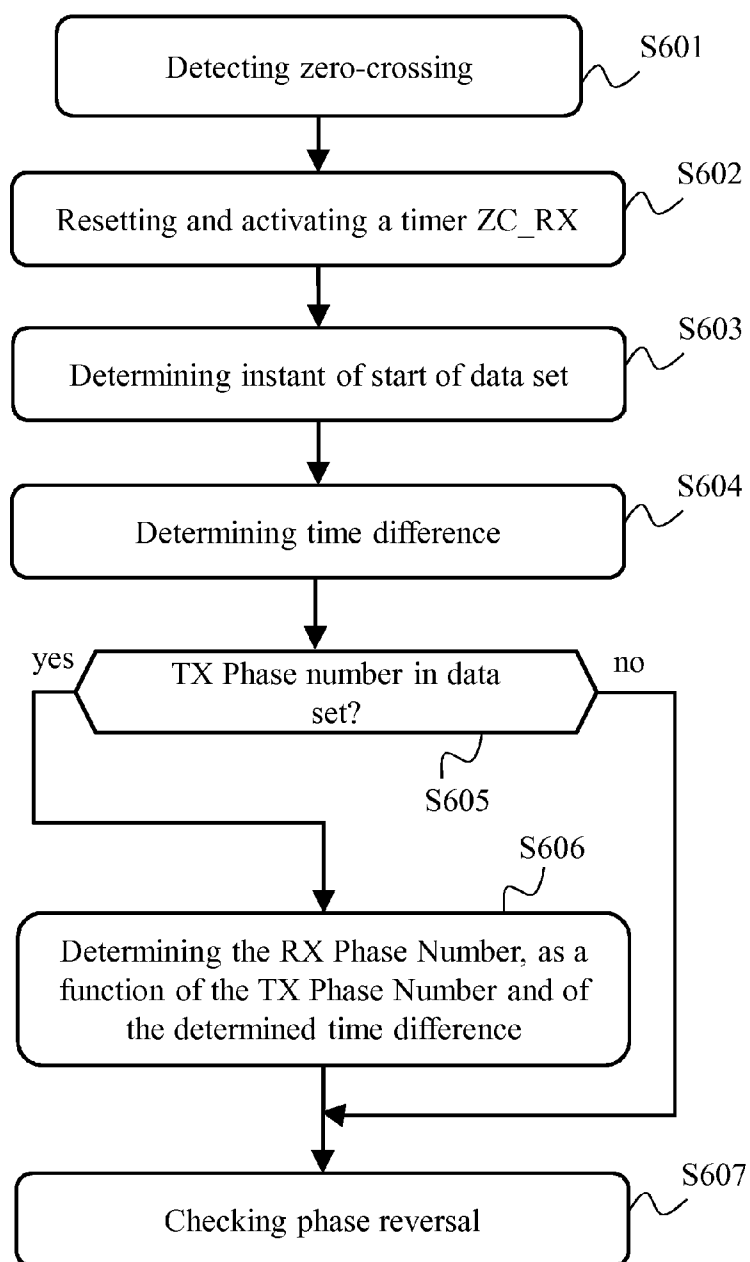 Detecting zero-crossing
S601
Resetting and activating a timer ZC_RX
S602
Determining instant of start of data set
S603
Determining time difference
S604
yes
TX Phase number in data
set?
no
S605
S606
Determining the RX Phase Number, as a
function of the TX Phase Number and of
the determined time difference
Checking phase reversal
S607